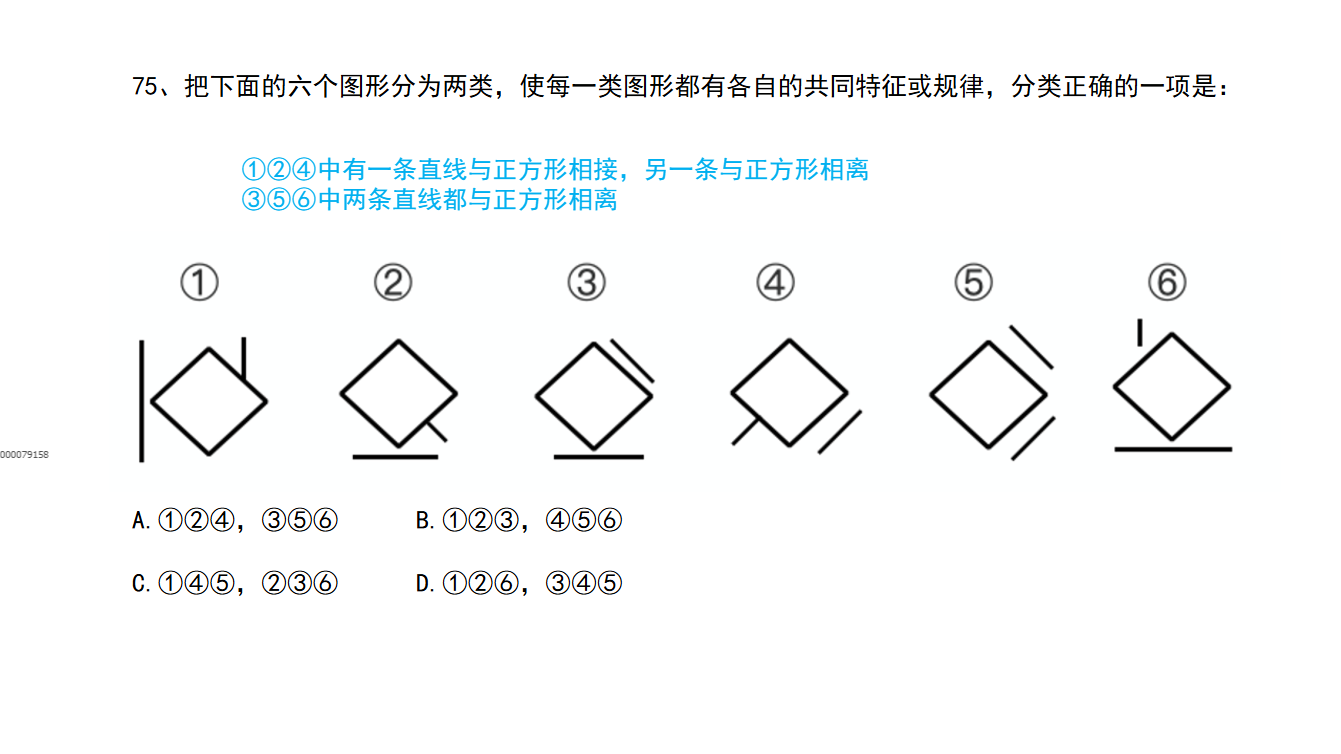 75、把下面的六个图形分为两类，使每一类图形都有各自的共同特征或规律，分类正确的一项是：
①②④中有一条直线与正方形相接，另一条与正方形相离
③⑤⑥中两条直线都与正方形相离
① ② ③ ④ ⑤ ⑥
000079158
A.①②④，③⑤⑥ B.①②③，④⑤⑥
C.①④⑤，②③⑥ D.①②⑥，③④⑤